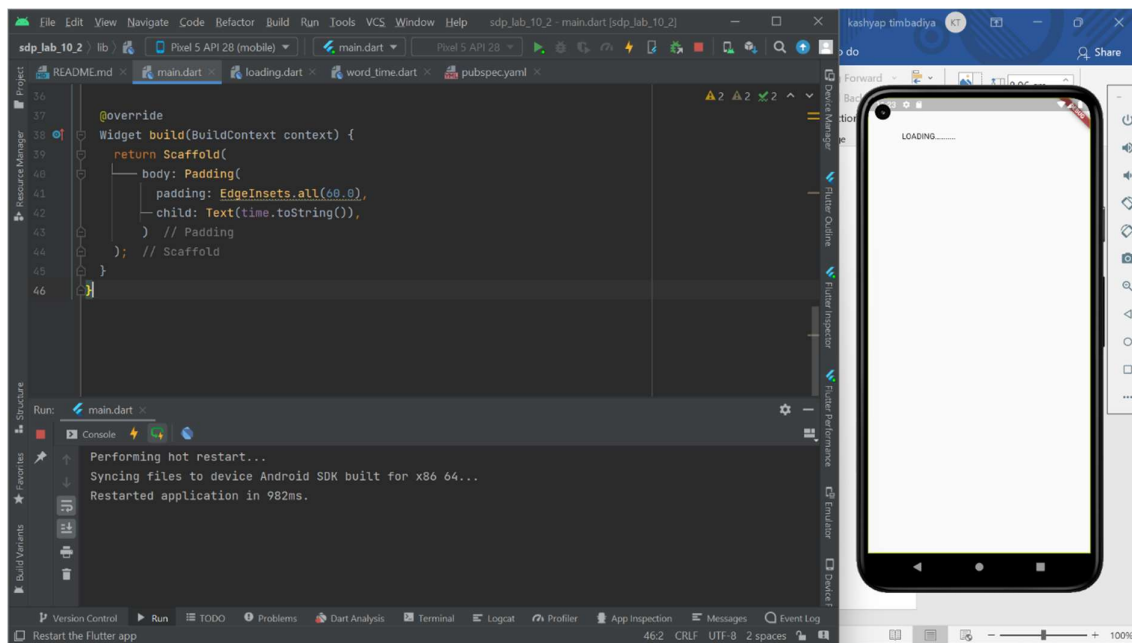 File Edit View Navigate Code Refactor Build Run Tools VCS Window Help sdp_lab_10_2 - main.dart [sdp_lab_10_2]
kashyap timbadiya KT
sdp_lab_10_2 lib Pixel 5 API 28 (mobile) main.dart Pixel 5 API 28
o do
Share
README.md main.dart loading.dart word_time.dart pubspec.yaml
Forward
36
2 2 2
37 @override
38 Widget build(BuildContext context) {
39 return Scaffold(
40 body: Padding(
41 padding: EdgeInsets.all(60.0),
42 child: Text(time.toString()),
43 ) // Padding
44 ); // Scaffold
45 }
46 }
Project
Resource Manager
Structure
Favorites
Build Variants
Device Manager
Flutter Outline
Flutter Inspector
Flutter Performance
Emulator
LOADING..........
Run: main.dart
Console
Performing hot restart...
Syncing files to device Android SDK built for x86 64...
Restarted application in 982ms.
Version Control Run TODO Problems Dart Analysis Terminal Logcat Profiler App Inspection Messages Event Log
Restart the Flutter app 46:2 CRLF UTF-8 2 spaces
100%